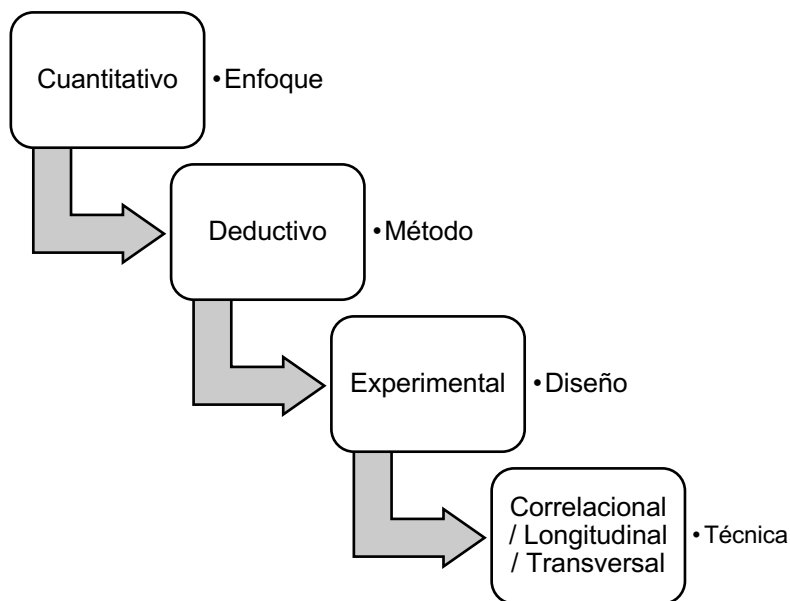 Cuantitativo
•Enfoque
Deductivo
•Método
Experimental
•Diseño
Correlacional
/ Longitudinal
/ Transversal
•Técnica